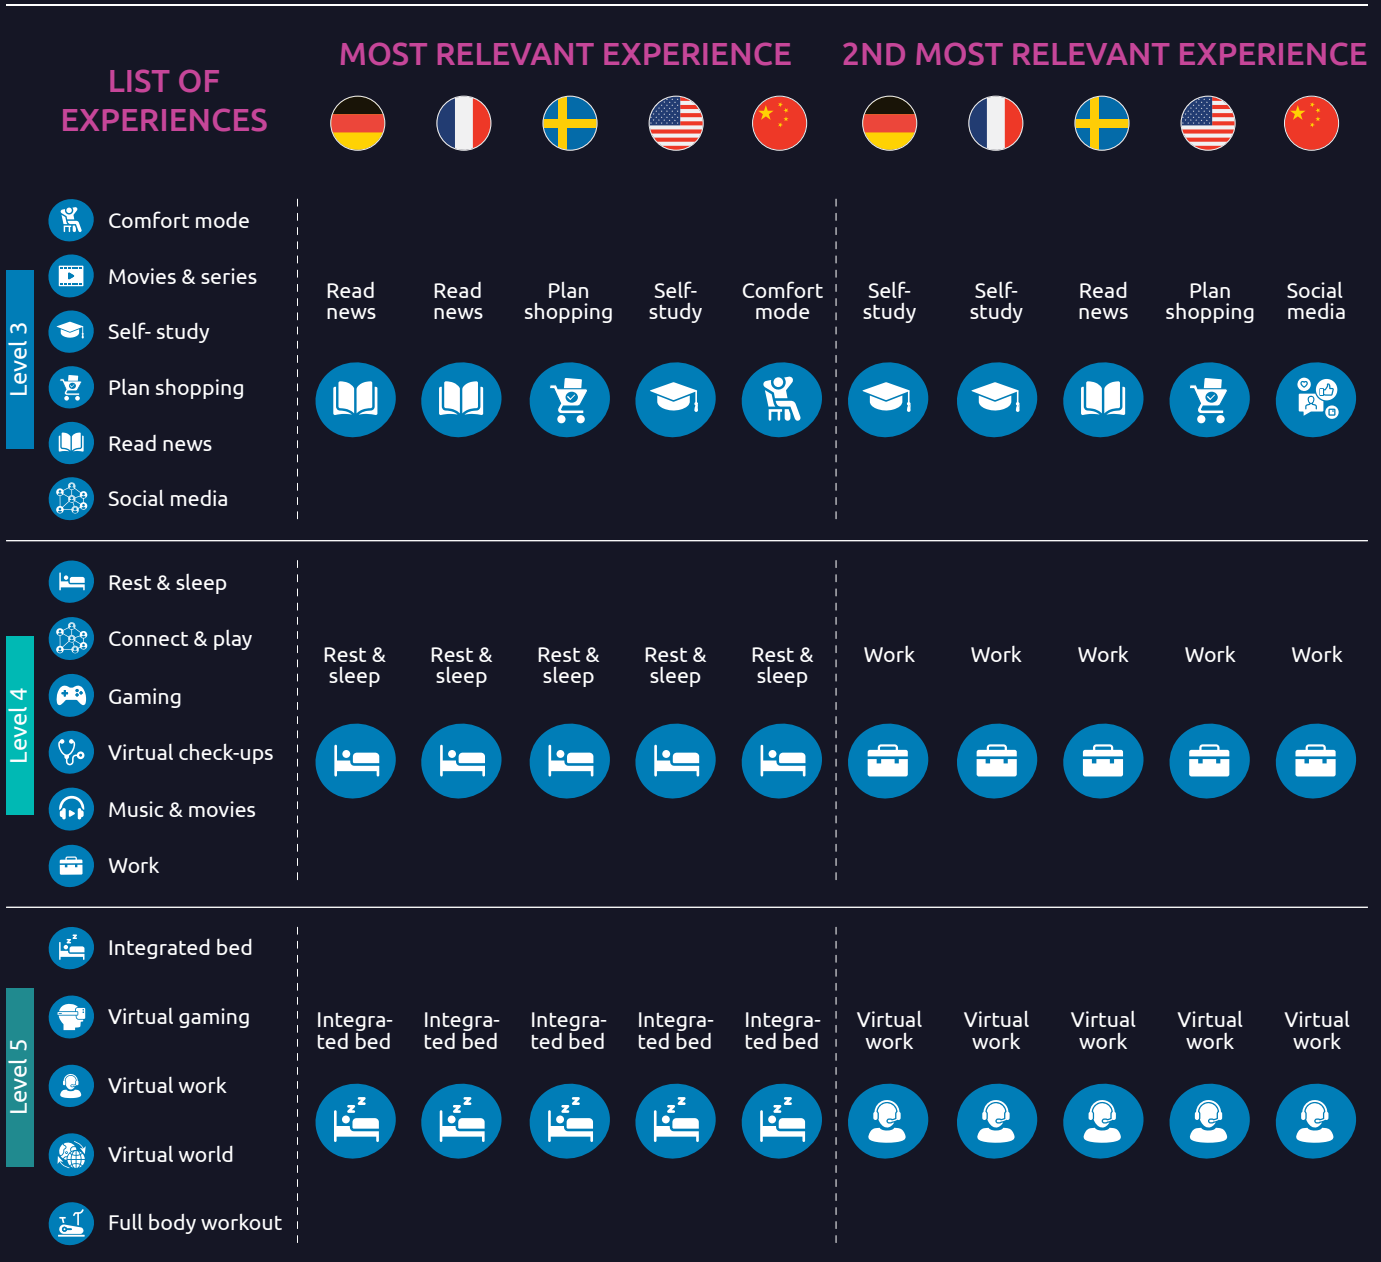 LIST OF
EXPERIENCES
MOST RELEVANT EXPERIENCE
2ND MOST RELEVANT EXPERIENCE
Level 3
Comfort mode
Movies & series
Self- study
Plan shopping
Read news
Social media
Read
news
Read
news
Plan
shopping
Self-
study
Comfort
mode
Self-
study
Self-
study
Read
news
Plan
shopping
Social
media
Level 4
Rest & sleep
Connect & play
Gaming
Virtual check-ups
Music & movies
Work
Rest &
sleep
Rest &
sleep
Rest &
sleep
Rest &
sleep
Rest &
sleep
Work
Work
Work
Work
Work
Level 5
Integrated bed
Virtual gaming
Virtual work
Virtual world
Full body workout
Integra-
ted bed
Integra-
ted bed
Integra-
ted bed
Integra-
ted bed
Integra-
ted bed
Virtual
work
Virtual
work
Virtual
work
Virtual
work
Virtual
work